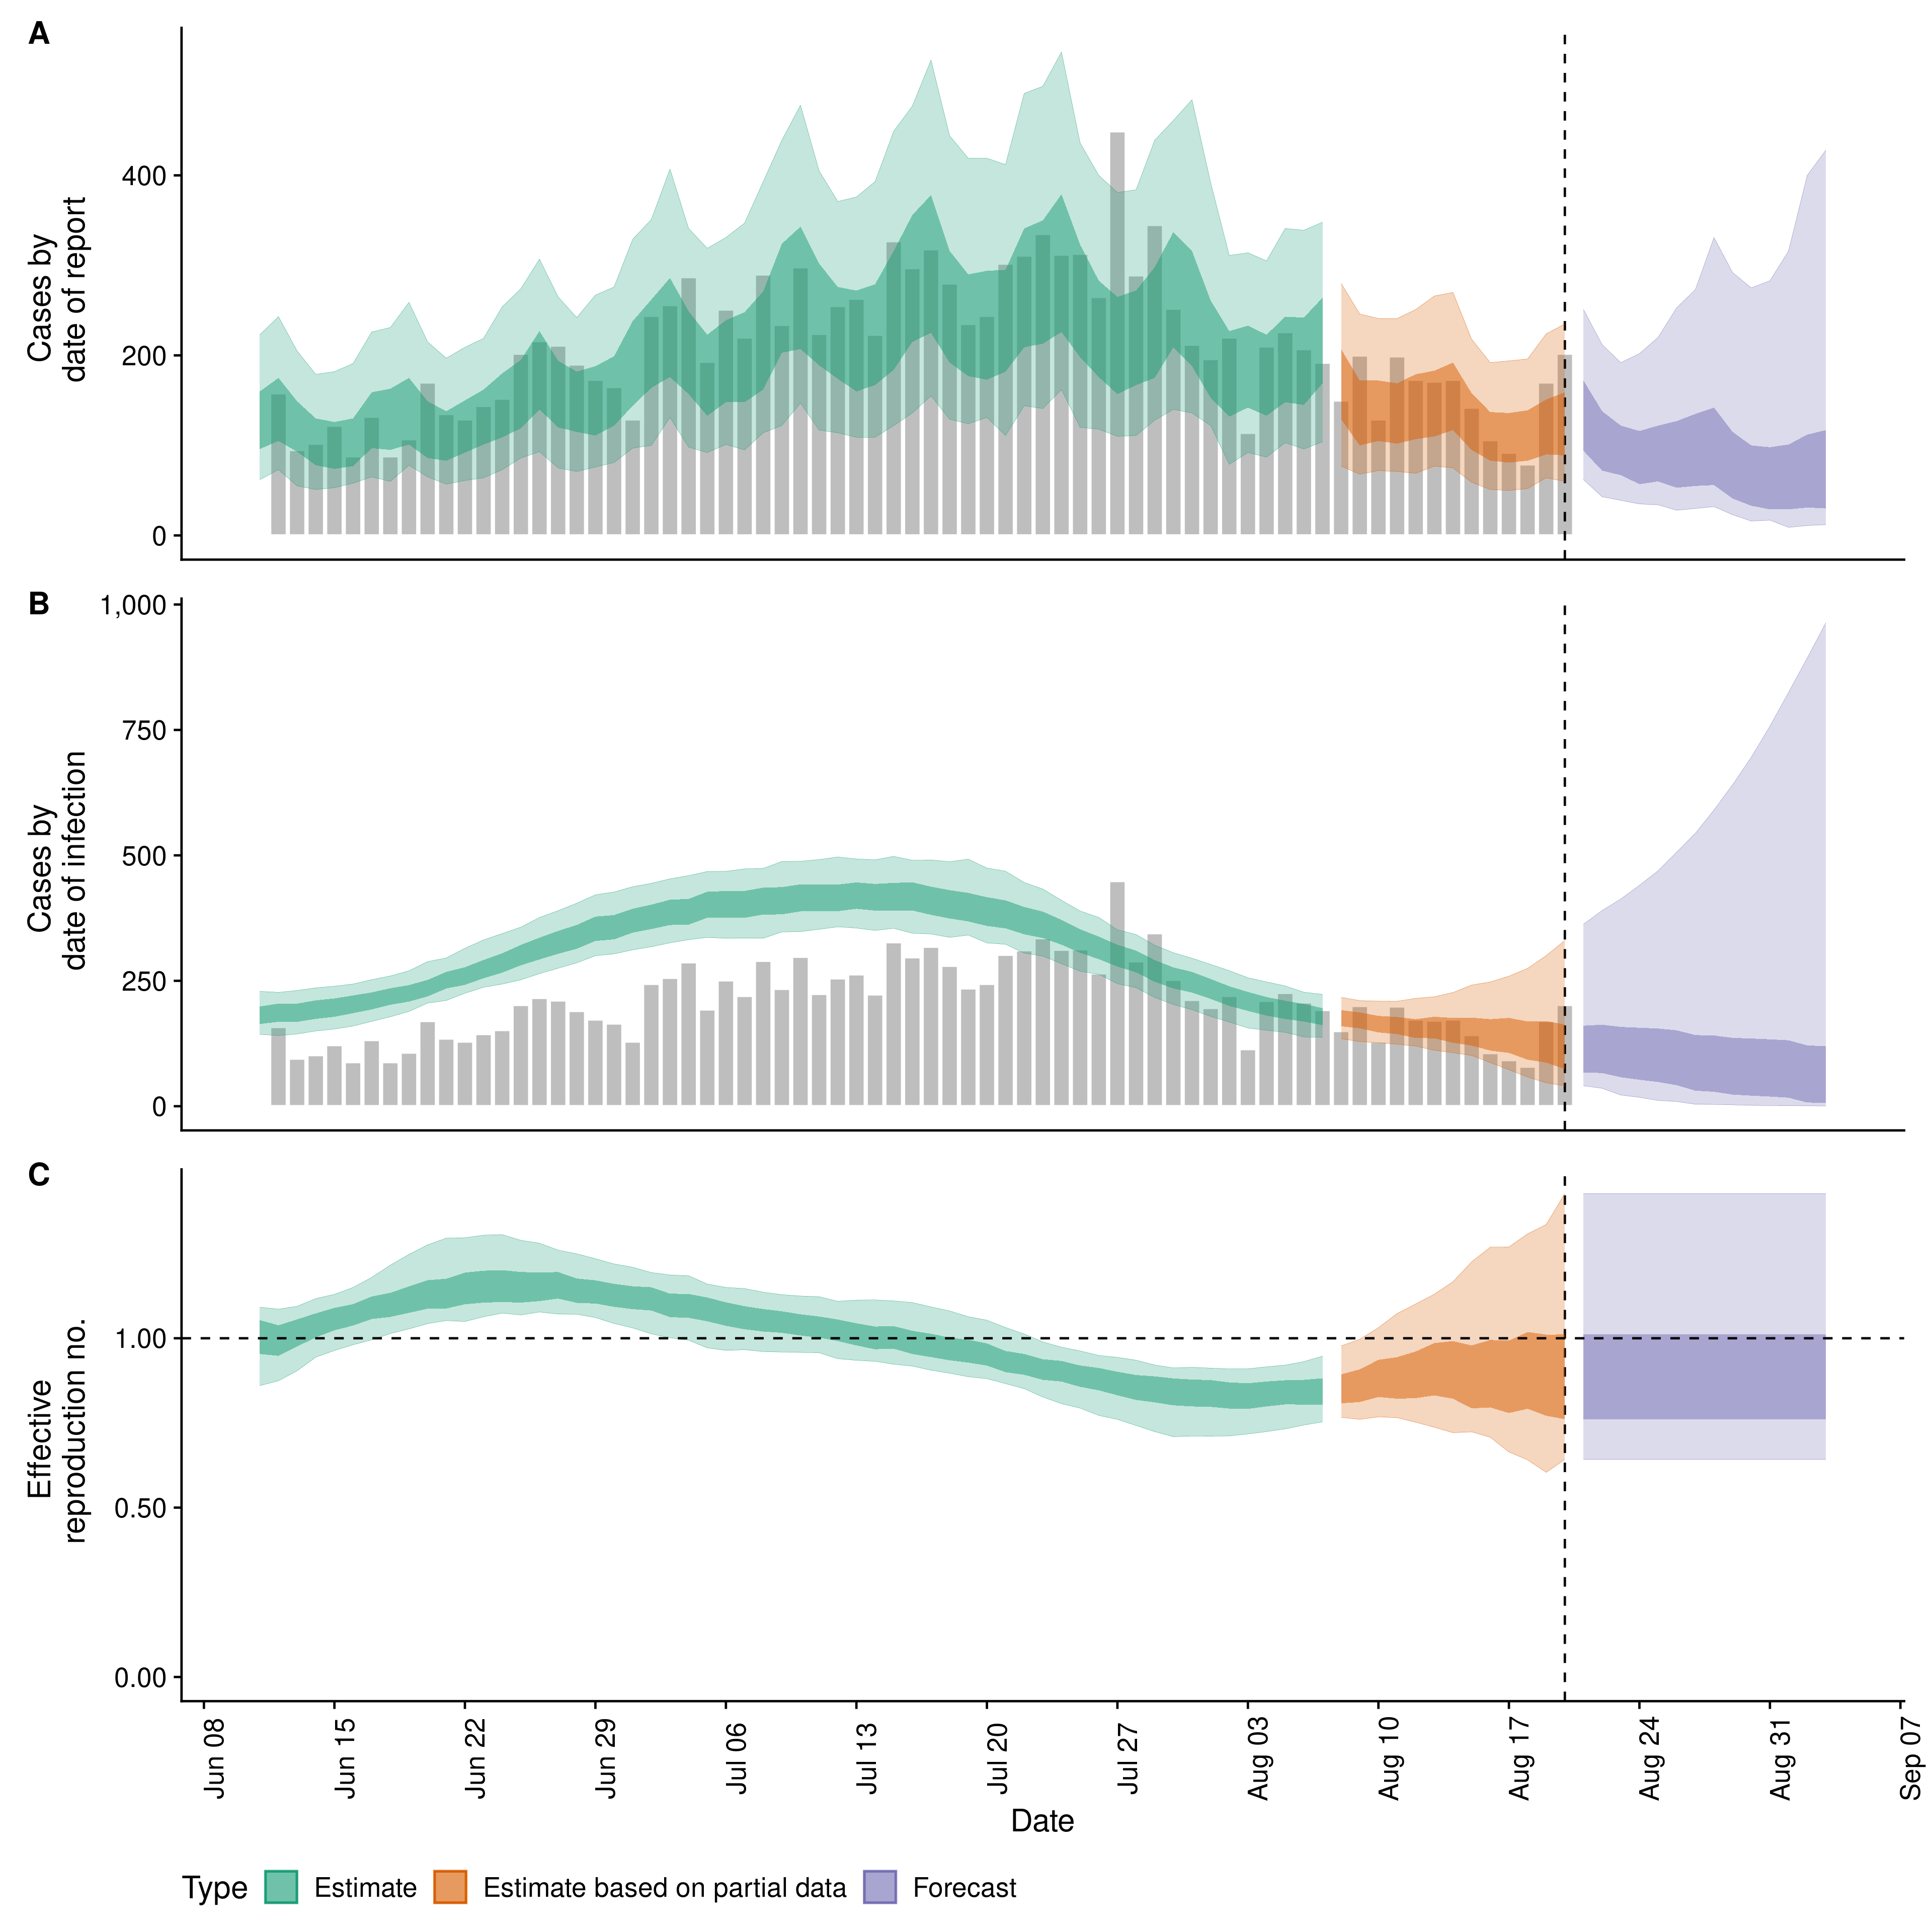 A
Cases by
date of report
400
200
0
B
Cases by
date of infection
1,000
750
500
250
0
C
Effective
reproduction no.
1.00
0.50
0.00
Jun 08
Jun 15
Jun 22
Jun 29
Jul 06
Jul 13
Jul 20
Jul 27
Aug 03
Aug 10
Aug 17
Aug 24
Aug 31
Sep 07
Date
Type Estimate Estimate based on partial data Forecast